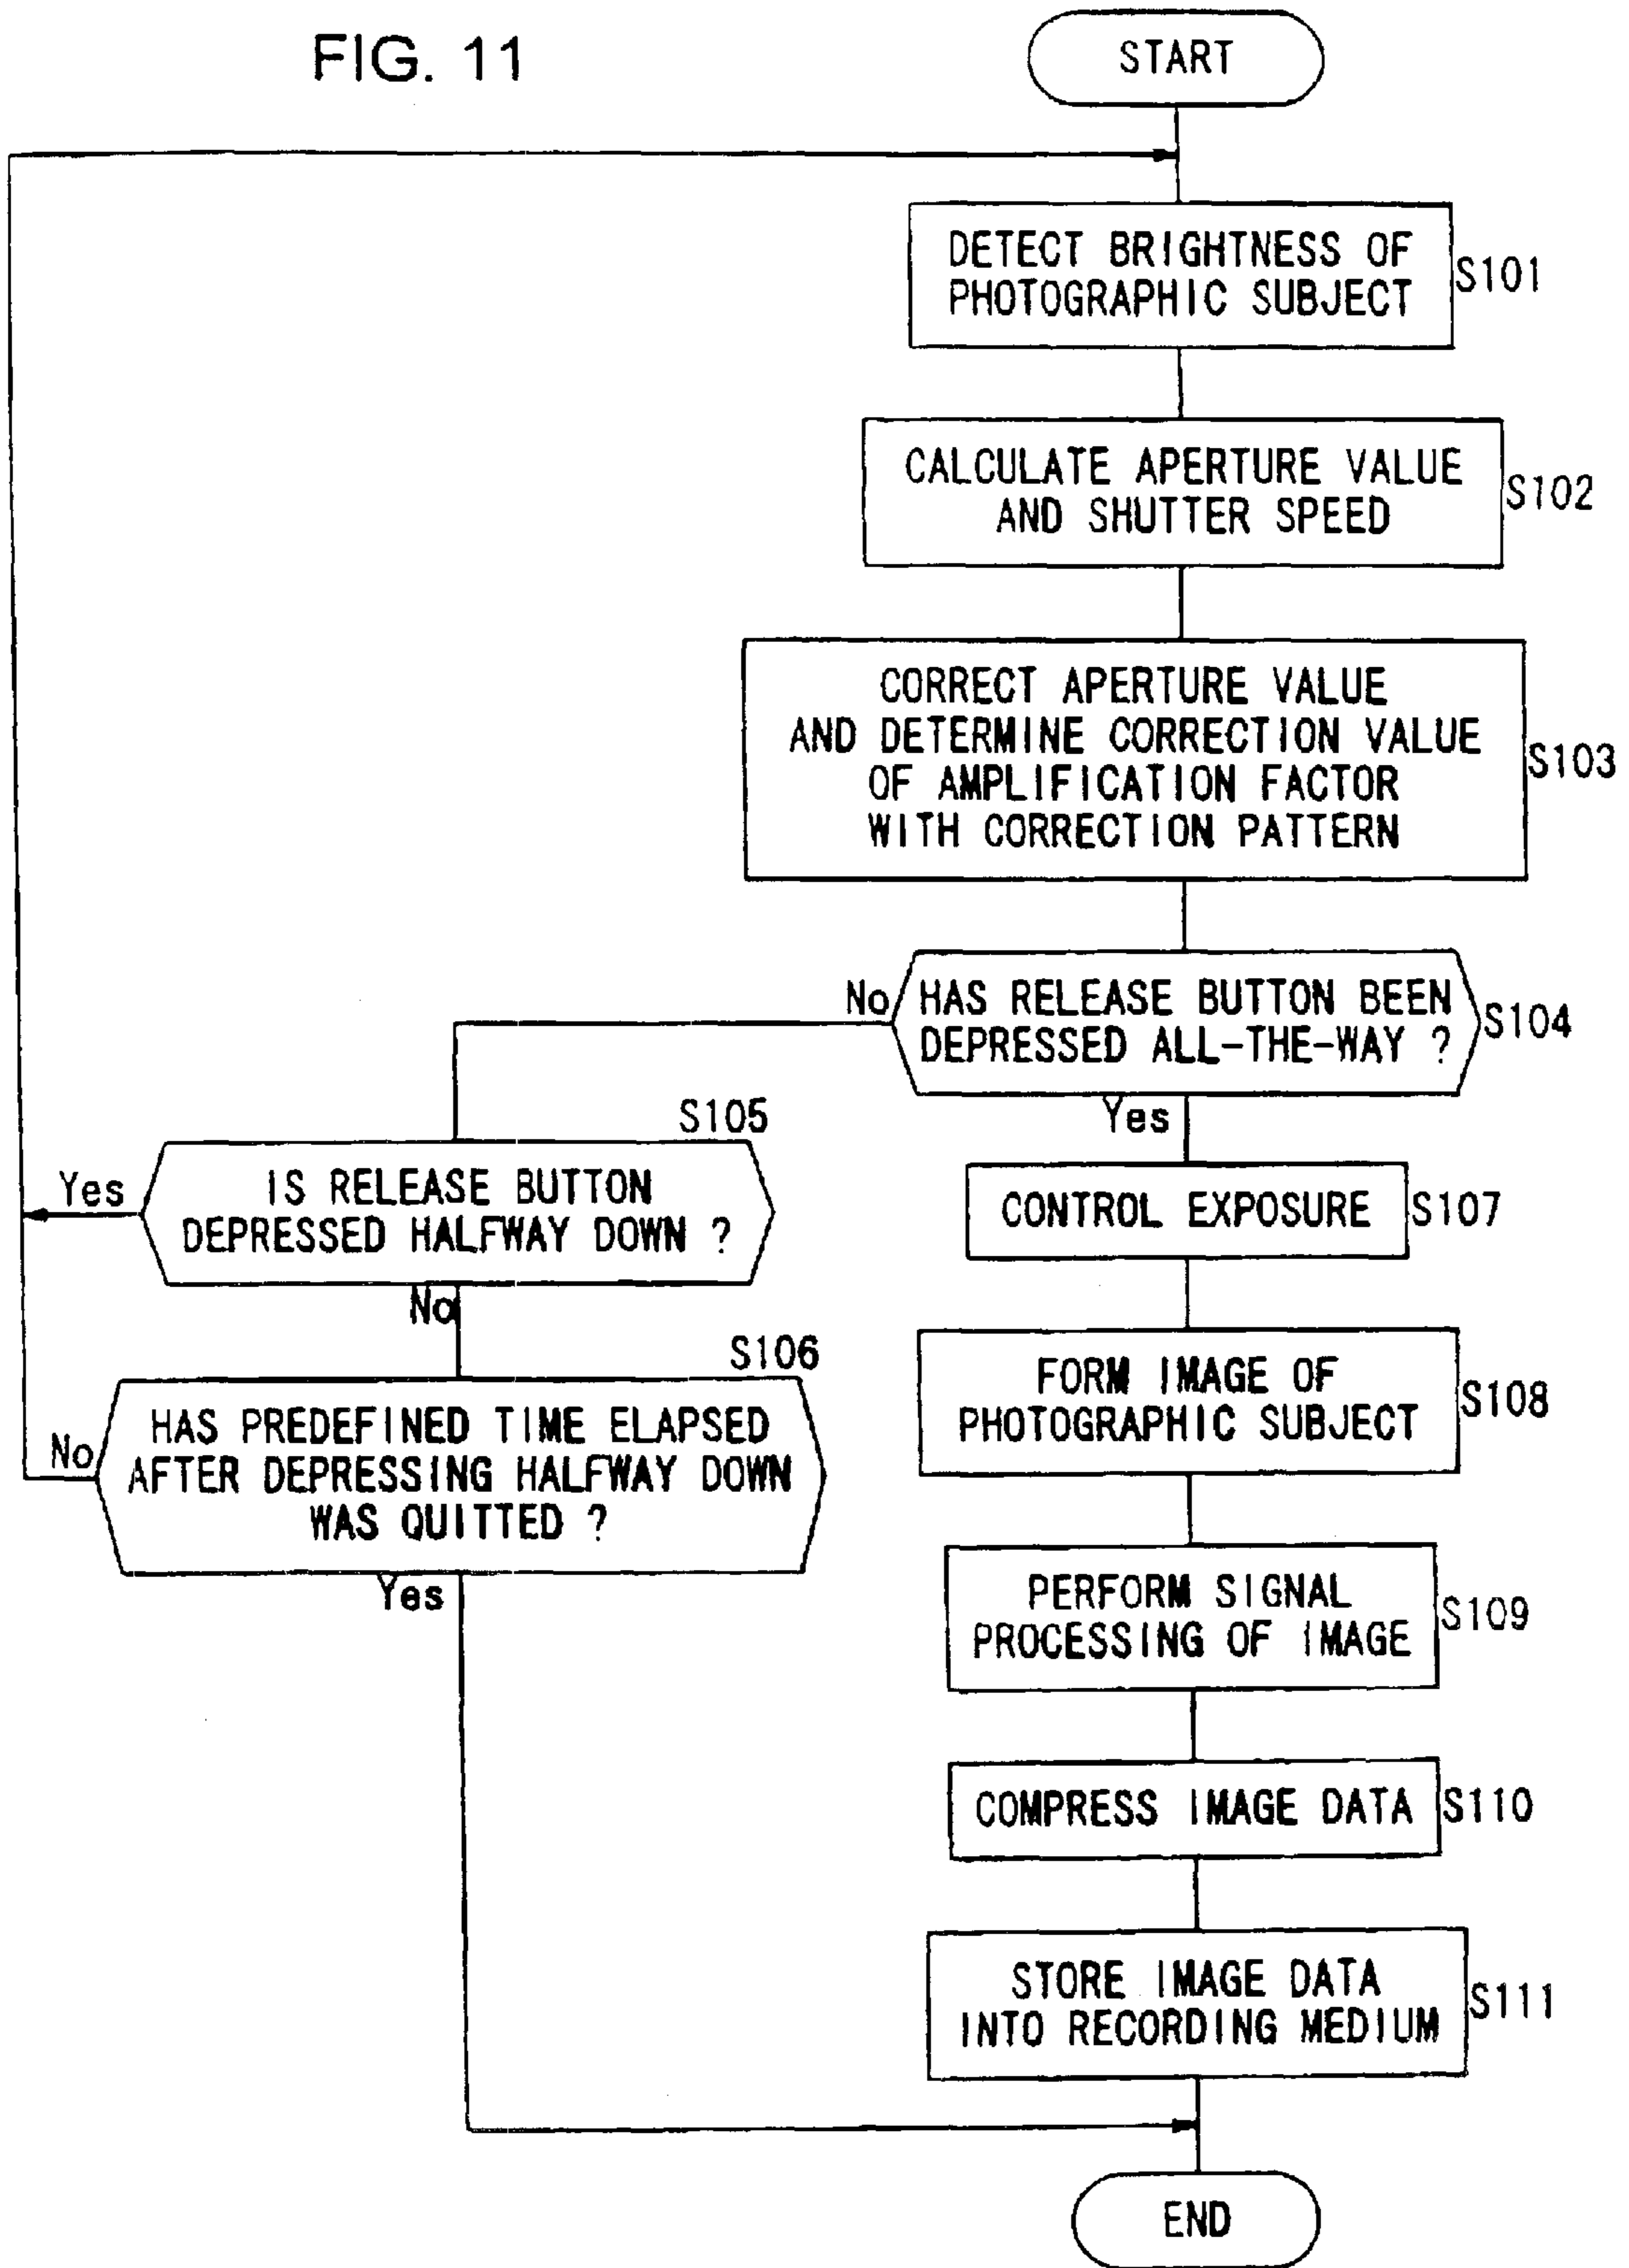 FIG. 11
START
DETECT BRIGHTNESS OF
PHOTOGRAPHIC SUBJECT
S101
CALCULATE APERTURE VALUE
AND SHUTTER SPEED
S102
CORRECT APERTURE VALUE
AND DETERMINE CORRECTION VALUE
OF AMPLIFICATION FACTOR
WITH CORRECTION PATTERN
S103
No
HAS RELEASE BUTTON BEEN
DEPRESSED ALL-THE-WAY ?
S104
Yes
S105
Yes
IS RELEASE BUTTON
DEPRESSED HALFWAY DOWN ?
No
S106
No
HAS PREDEFINED TIME ELAPSED
AFTER DEPRESSING HALFWAY DOWN
WAS QUITTED ?
Yes
CONTROL EXPOSURE
S107
FORM IMAGE OF
PHOTOGRAPHIC SUBJECT
S108
PERFORM SIGNAL
PROCESSING OF IMAGE
S109
COMPRESS IMAGE DATA
S110
STORE IMAGE DATA
INTO RECORDING MEDIUM
S111
END